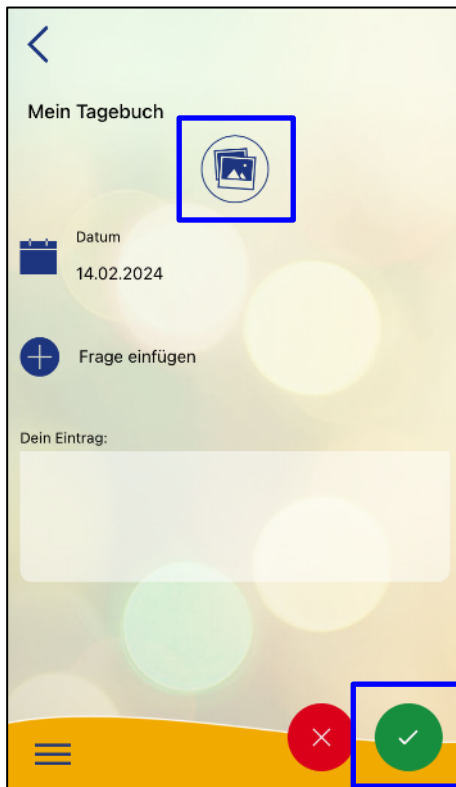 Mein Tagebuch
Datum
14.02.2024
Frage einfügen
Dein Eintrag: